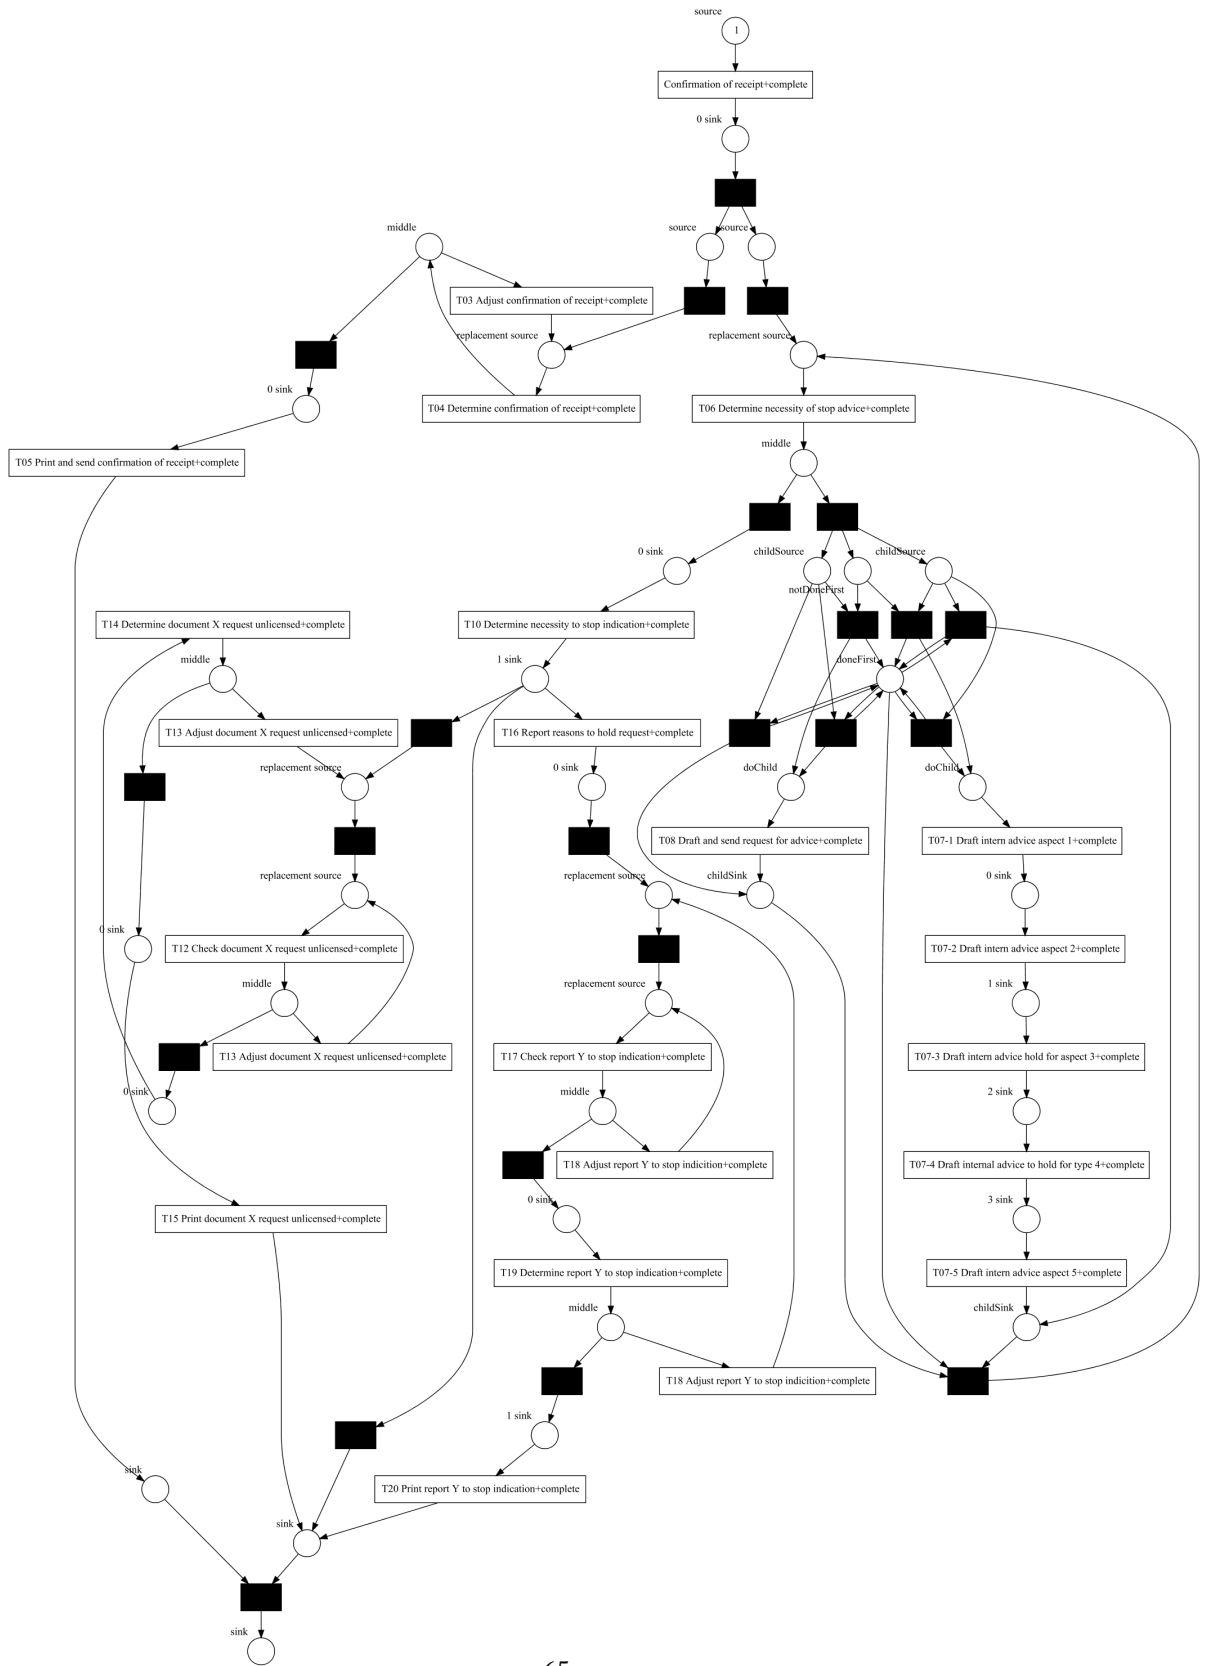 source
1
Confirmation of receipt+complete
0 sink
source
source
middle
T03 Adjust confirmation of receipt+complete
replacement source
replacement source
0 sink
T04 Determine confirmation of receipt+complete
T06 Determine necessity of stop advice+complete
middle
T05 Print and send confirmation of receipt+complete
0 sink
childSource
childSource
notDoneFirst
T14 Determine document X request unlicensed+complete
T10 Determine necessity to stop indication+complete
middle
1 sink
doneFirst
T13 Adjust document X request unlicensed+complete
T16 Report reasons to hold request+complete
replacement source
0 sink
doChild
doChild
T08 Draft and send request for advice+complete
T07-1 Draft intern advice aspect 1+complete
replacement source
replacement source
childSink
0 sink
0 sink
T12 Check document X request unlicensed+complete
T07-2 Draft intern advice aspect 2+complete
middle
replacement source
1 sink
T13 Adjust document X request unlicensed+complete
T17 Check report Y to stop indication+complete
T07-3 Draft intern advice hold for aspect 3+complete
0 sink
middle
2 sink
T18 Adjust report Y to stop indicition+complete
T07-4 Draft internal advice to hold for type 4+complete
0 sink
3 sink
T15 Print document X request unlicensed+complete
T19 Determine report Y to stop indication+complete
T07-5 Draft intern advice aspect 5+complete
middle
childSink
T18 Adjust report Y to stop indicition+complete
1 sink
sink
T20 Print report Y to stop indication+complete
sink
sink